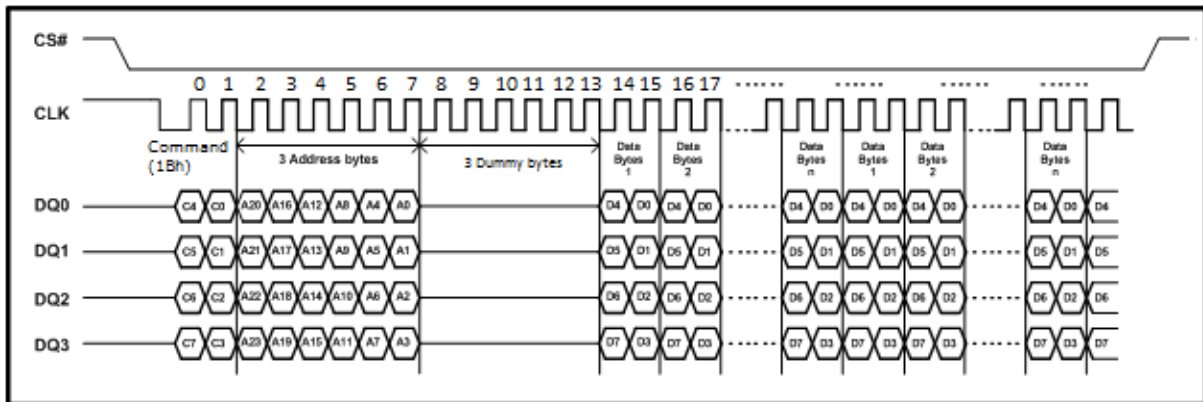 CS#
0 1 2 3 4 5 6 7 8 9 10 11 12 13 14 15 16 17
CLK
Command
(1Bh)
3 Address bytes
3 Dummy bytes
Data
Bytes
1
Data
Bytes
2
Data
Bytes
n
Data
Bytes
1
Data
Bytes
2
Data
Bytes
n
DQ0 C4 C0 A20 A16 A12 A8 A4 A0 D4 D0 D4 D0 D4 D0 D4 D0 D4 D0 D4 D0 D4
DQ1 C5 C1 A21 A17 A13 A9 A5 A1 D5 D1 D5 D1 D5 D1 D5 D1 D5 D1 D5 D1 D5
DQ2 C6 C2 A22 A18 A14 A10 A6 A2 D6 D2 D6 D2 D6 D2 D6 D2 D6 D2 D6 D2 D6
DQ3 C7 C3 A23 A19 A15 A11 A7 A3 D7 D3 D7 D3 D7 D3 D7 D3 D7 D3 D7 D3 D7